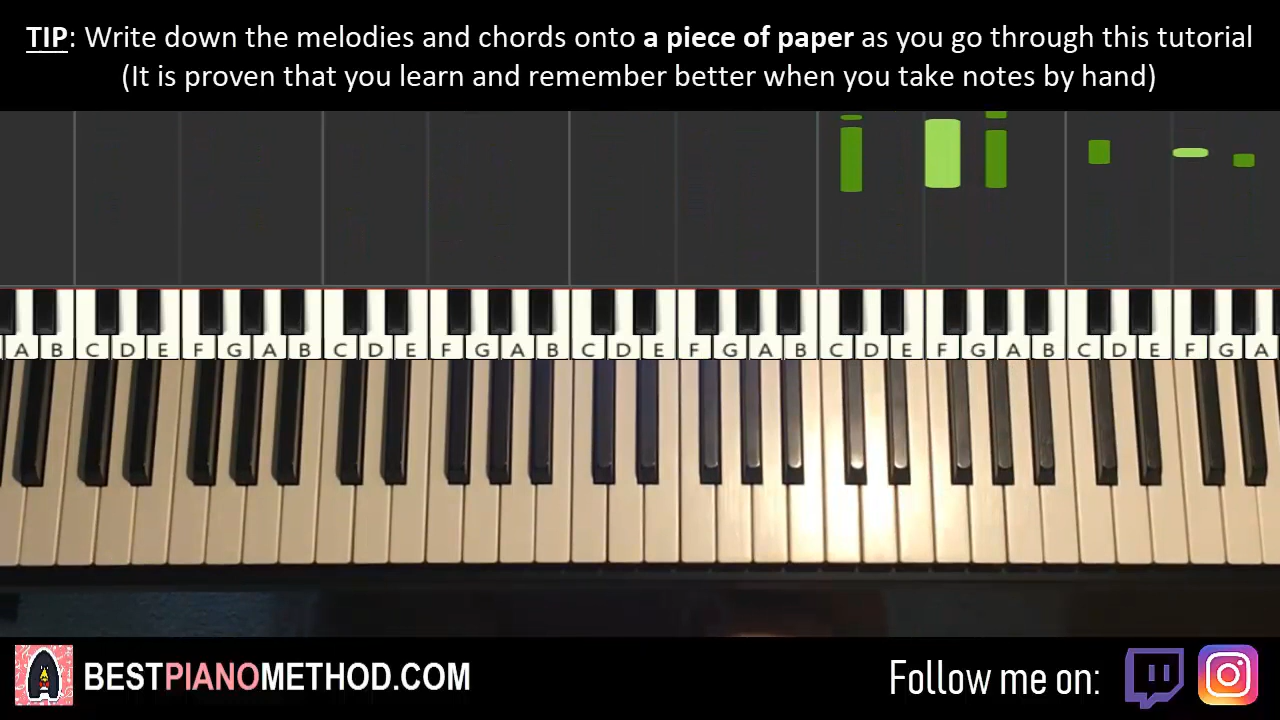 TIP: Write down the melodies and chords onto a piece of paper as you go through this tutorial
(It is proven that you learn and remember better when you take notes by hand)
A B C D E F G A B C D E F G A B C D E F G A B C D E F G A B C D E F G A
BESTPIANOMETHOD.COM
Follow me on: